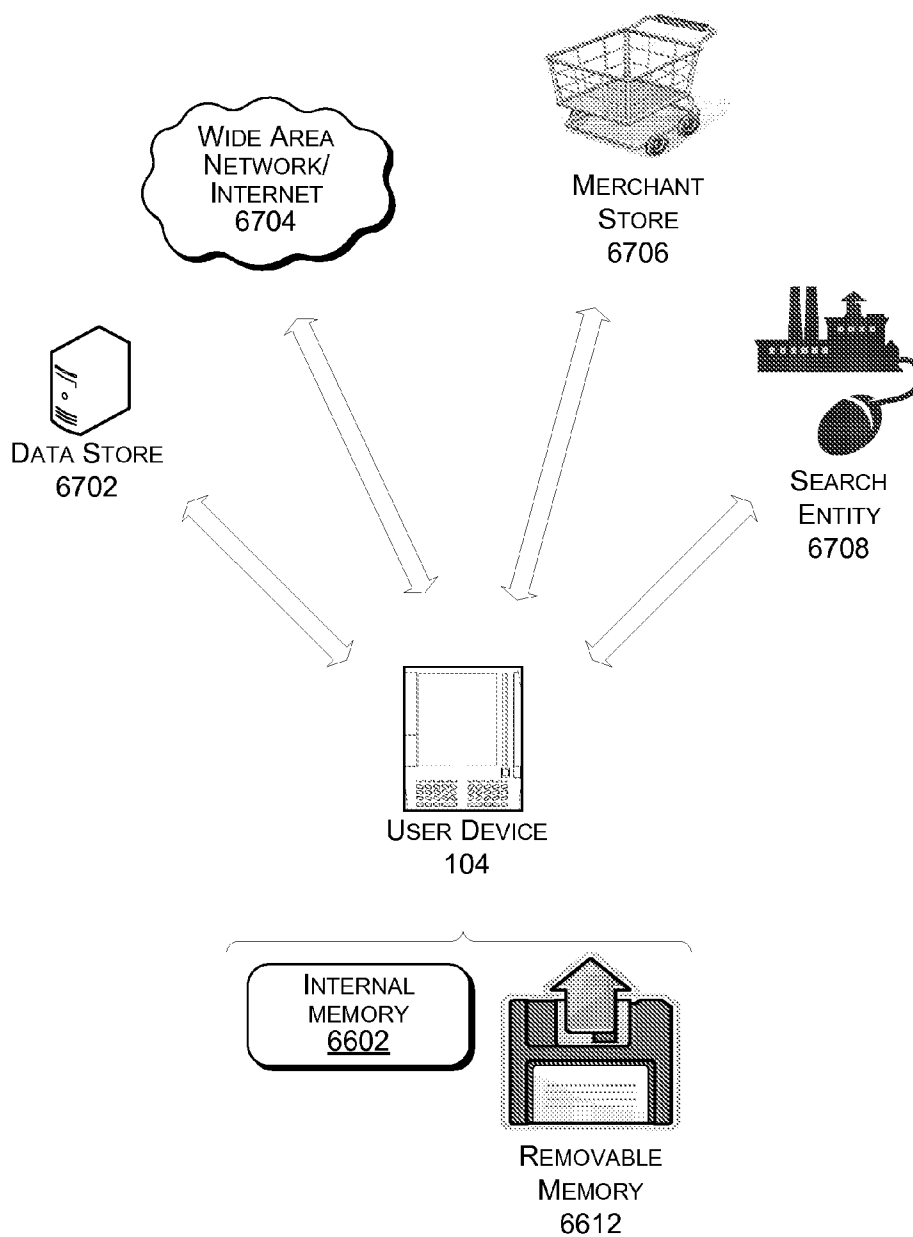 WIDE AREA
NETWORK/
INTERNET
6704
MERCHANT
STORE
6706
DATA STORE
6702
SEARCH
ENTITY
6708
USER DEVICE
104
INTERNAL
MEMORY
6602
REMOVABLE
MEMORY
6612